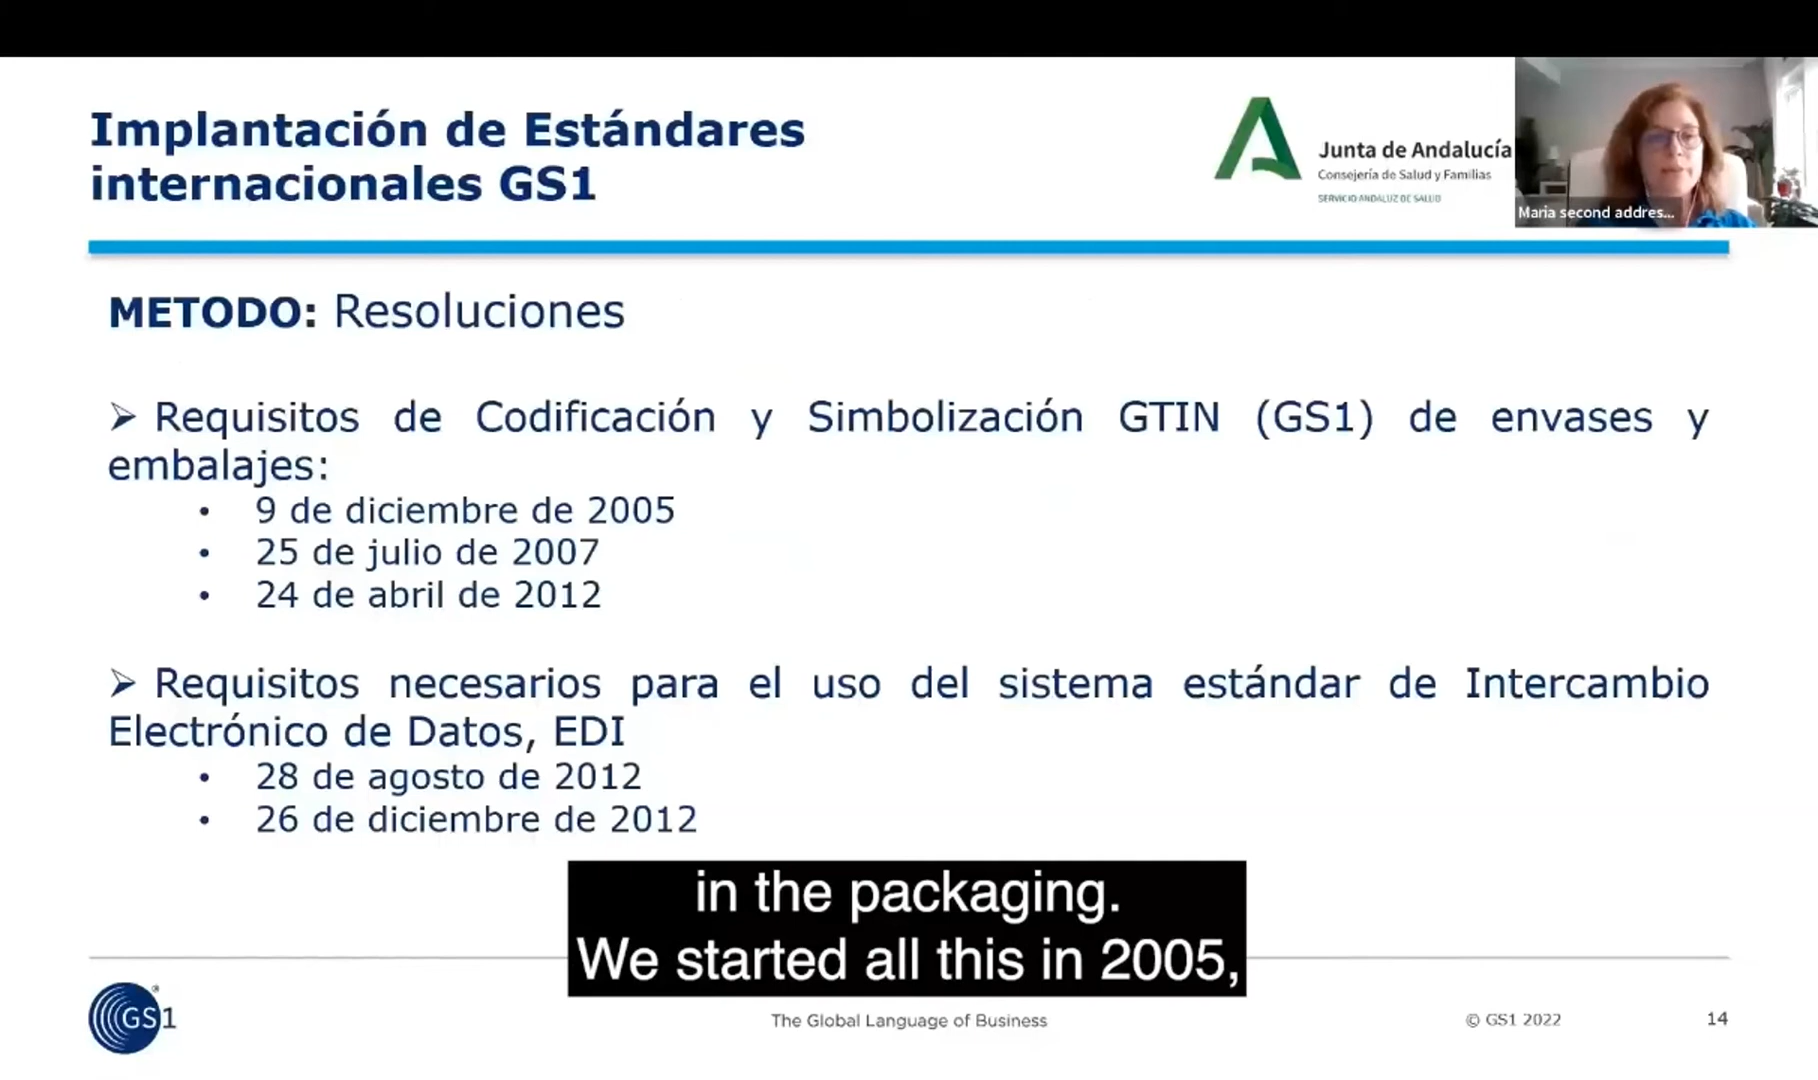 Implantación de Estándares
internacionales GS1
Junta de Andalucía
Consejería de Salud y Familias
SERVICIO ANDALUZ DE SALUD
Maria second addres...
METODO: Resoluciones
➢ Requisitos de Codificación y Simbolización GTIN (GS1) de envases y
embalajes:
• 9 de diciembre de 2005
• 25 de julio de 2007
• 24 de abril de 2012
➢ Requisitos necesarios para el uso del sistema estándar de Intercambio
Electrónico de Datos, EDI
• 28 de agosto de 2012
• 26 de diciembre de 2012
in the packaging.
We started all this in 2005,
GS1®
The Global Language of Business
© GS1 2022
14